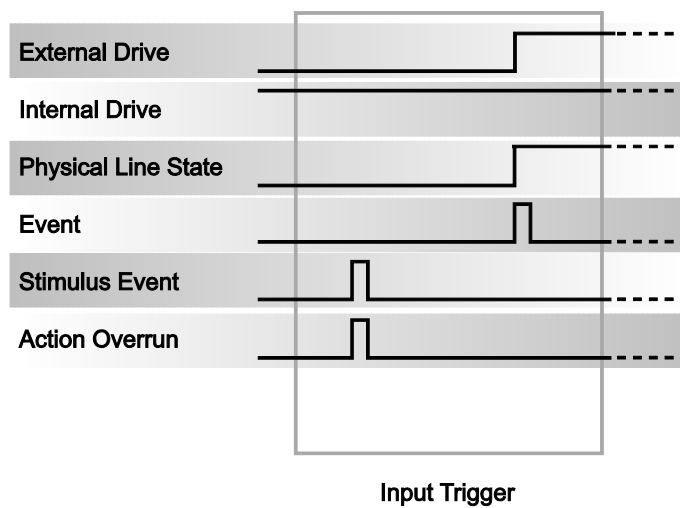 External Drive
Internal Drive
Physical Line State
Event
Stimulus Event
Action Overrun
Input Trigger